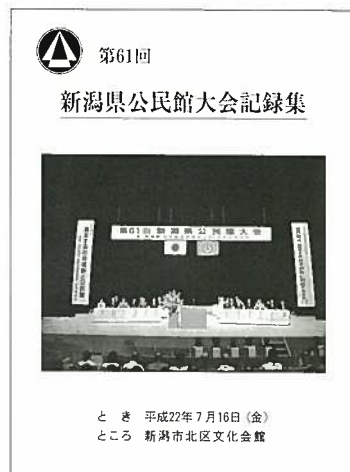 第61回
新潟県公民館大会記録集
第61回新潟県公民館大会
とき 平成22年7月16日(金)
ところ 新潟市北区文化会館